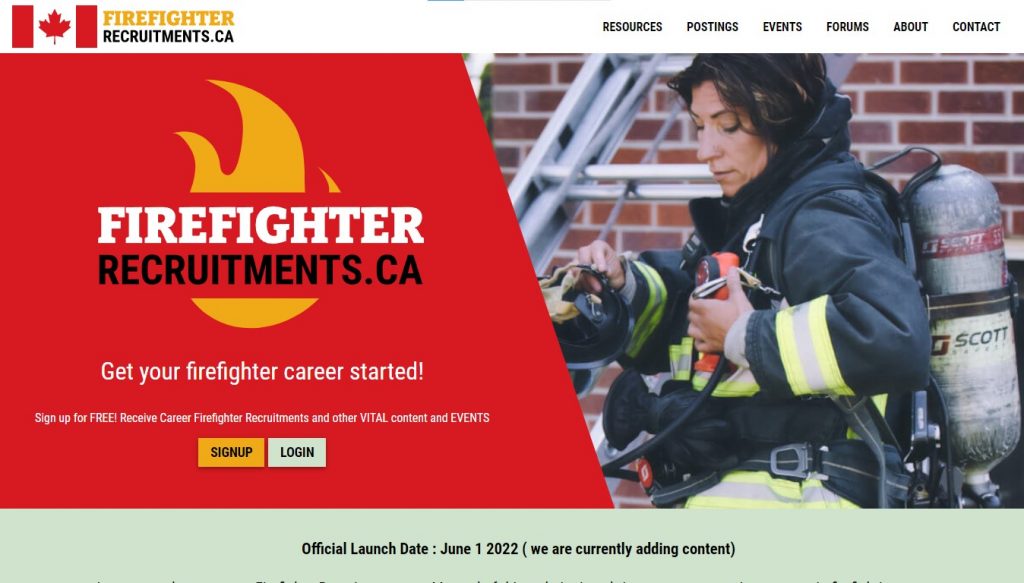 FIREFIGHTER
RECRUITMENTS.CA
RESOURCES POSTINGS EVENTS FORUMS ABOUT CONTACT
FIREFIGHTER
RECRUITMENTS.CA
Get your firefighter career started!
Sign up for FREE! Receive Career Firefighter Recruitments and other VITAL content and EVENTS
SIGNUP LOGIN
SCOTT
SCOTT
Official Launch Date : June 1 2022 ( we are currently adding content)